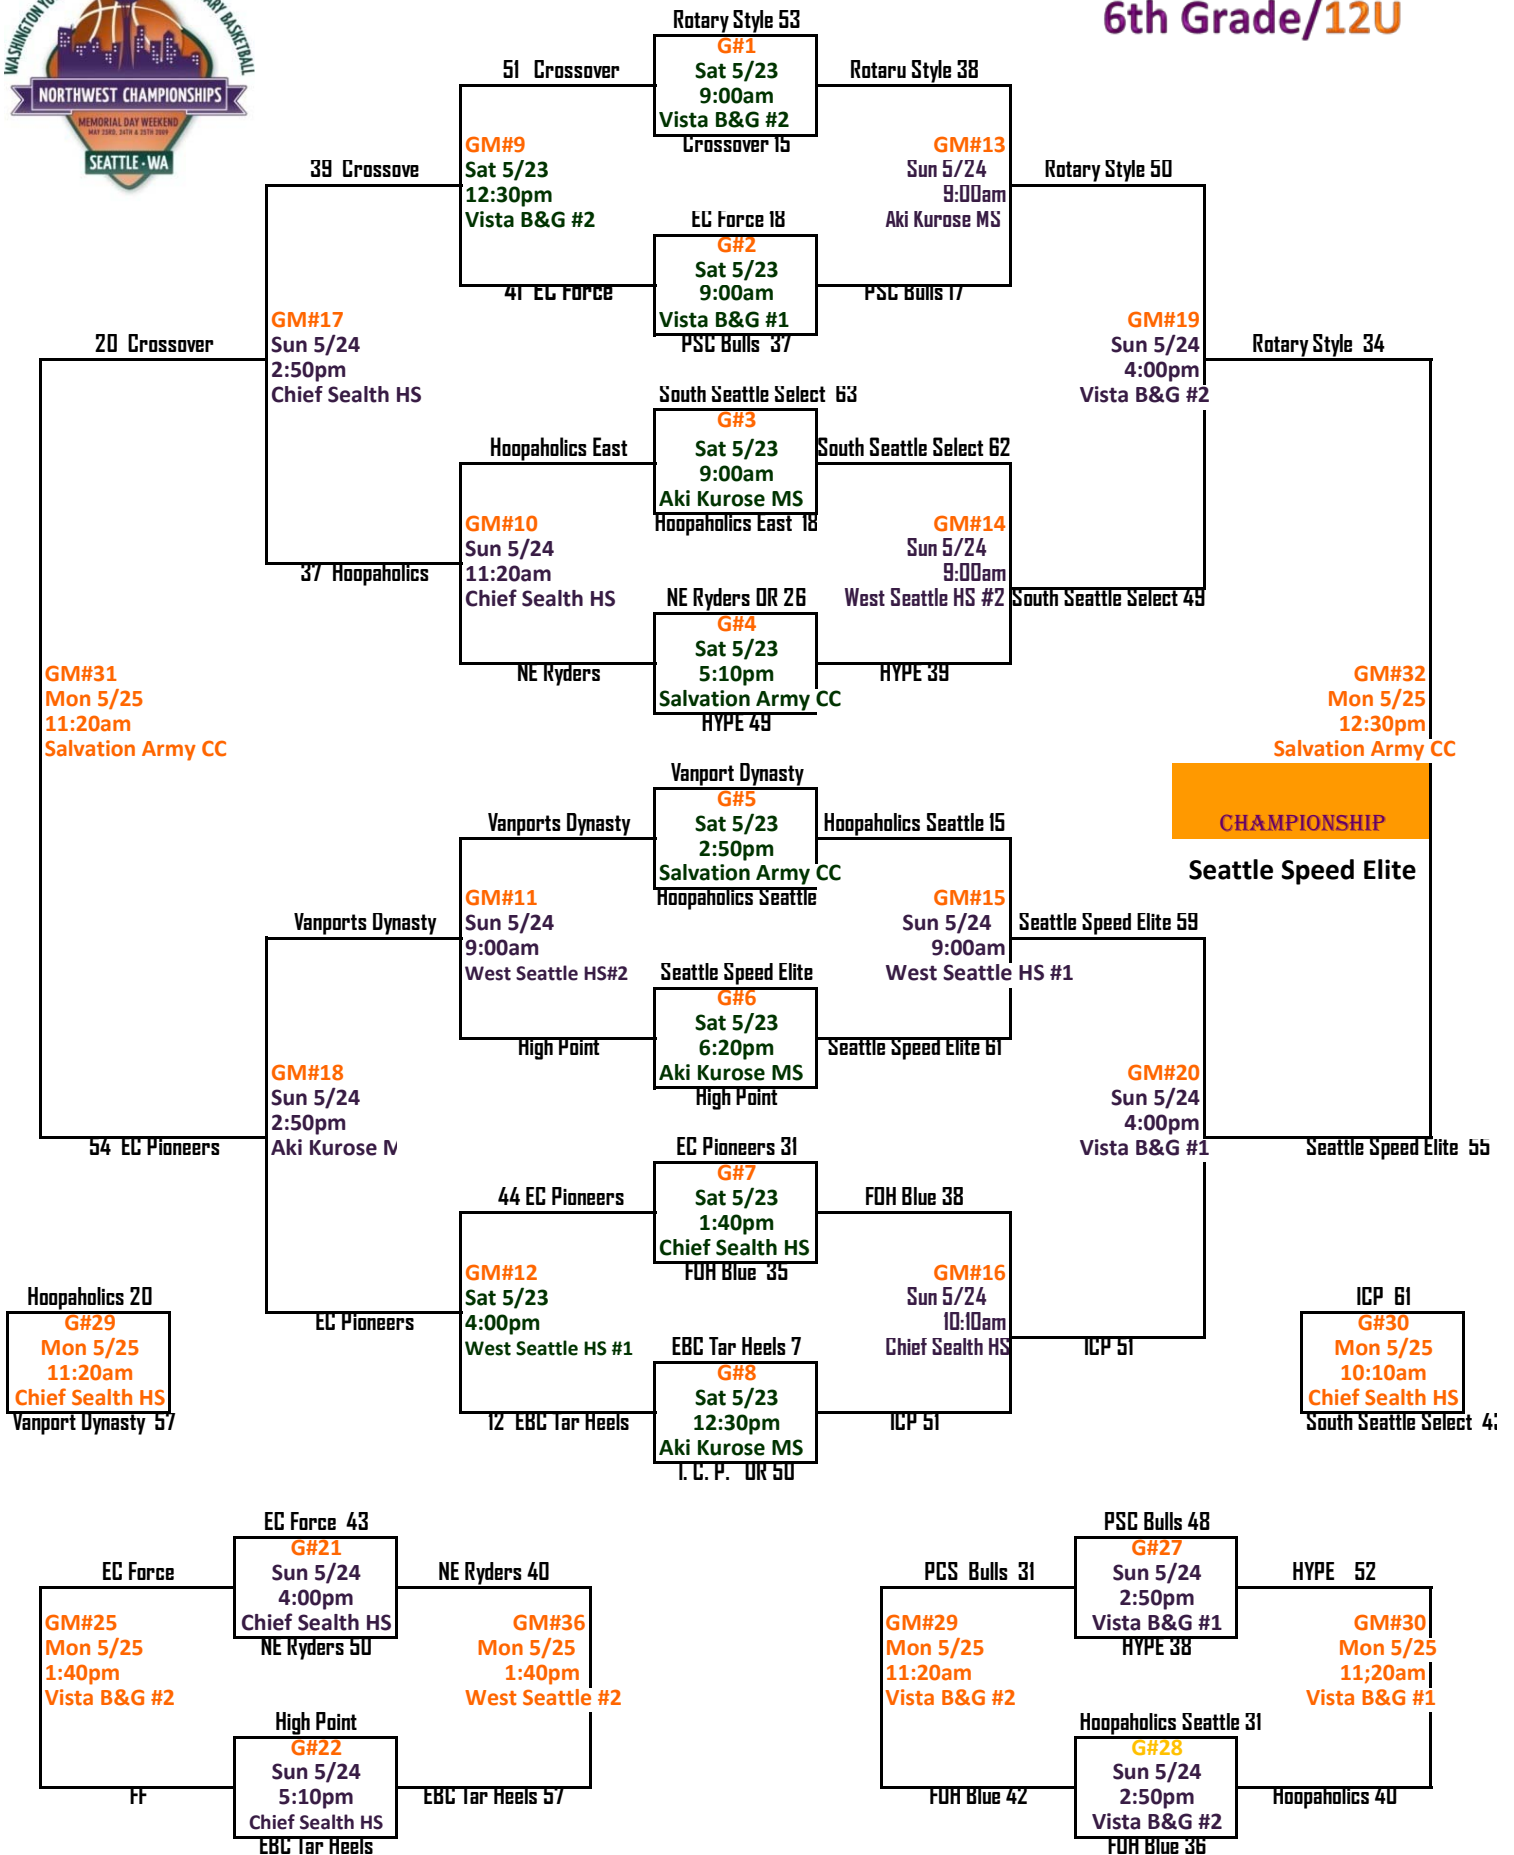 WASHINGTON
BASKETBALL
NORTHWEST CHAMPIONSHIPS
MEMORIAL DAY WEEKEND
MAY 23RD, 24TH & 25TH 2009
SEATTLE • WA
6th Grade/12U
Rotary Style 53
G#1
Sat 5/23
9:00am
Vista B&G #2
Crossover 15
51 Crossover
Rotaru Style 38
GM#9
Sat 5/23
12:30pm
Vista B&G #2
GM#13
Sun 5/24
9:00am
Aki Kurose MS
39 Crossove
Rotary Style 50
EC Force 18
G#2
Sat 5/23
9:00am
Vista B&G #1
PSC Bulls 37
41 EC Force
PSC Bulls 17
20 Crossover
GM#17
Sun 5/24
2:50pm
Chief Sealth HS
GM#19
Sun 5/24
4:00pm
Vista B&G #2
Rotary Style 34
South Seattle Select 63
G#3
Sat 5/23
9:00am
Aki Kurose MS
Hoopaholics East 18
Hoopaholics East
South Seattle Select 62
GM#10
Sun 5/24
11:20am
Chief Sealth HS
GM#14
Sun 5/24
9:00am
West Seattle HS #2
37 Hoopaholics
South Seattle Select 49
NE Ryders OR 26
G#4
Sat 5/23
5:10pm
Salvation Army CC
HYPE 49
NE Ryders
HYPE 39
GM#31
Mon 5/25
11:20am
Salvation Army CC
GM#32
Mon 5/25
12:30pm
Salvation Army CC
CHAMPIONSHIP
Seattle Speed Elite
Vanport Dynasty
G#5
Sat 5/23
2:50pm
Salvation Army CC
Hoopaholics Seattle
Vanports Dynasty
Hoopaholics Seattle 15
GM#11
Sun 5/24
9:00am
West Seattle HS#2
GM#15
Sun 5/24
9:00am
West Seattle HS #1
Vanports Dynasty
Seattle Speed Elite 59
Seattle Speed Elite
G#6
Sat 5/23
6:20pm
Aki Kurose MS
High Point
High Point
Seattle Speed Elite 61
GM#18
Sun 5/24
2:50pm
Aki Kurose M
GM#20
Sun 5/24
4:00pm
Vista B&G #1
54 EC Pioneers
Seattle Speed Elite 55
EC Pioneers 31
G#7
Sat 5/23
1:40pm
Chief Sealth HS
FOH Blue 35
44 EC Pioneers
FOH Blue 38
GM#12
Sat 5/23
4:00pm
West Seattle HS #1
GM#16
Sun 5/24
10:10am
Chief Sealth HS
EC Pioneers
ICP 51
EBC Tar Heels 7
G#8
Sat 5/23
12:30pm
Aki Kurose MS
I. C. P. OR 50
12 EBC Tar Heels
ICP 51
Hoopaholics 20
G#29
Mon 5/25
11:20am
Chief Sealth HS
Vanport Dynasty 57
ICP 61
G#30
Mon 5/25
10:10am
Chief Sealth HS
South Seattle Select
EC Force 43
G#21
Sun 5/24
4:00pm
Chief Sealth HS
NE Ryders 50
EC Force
NE Ryders 40
GM#25
Mon 5/25
1:40pm
Vista B&G #2
GM#36
Mon 5/25
1:40pm
West Seattle #2
High Point
G#22
Sun 5/24
5:10pm
Chief Sealth HS
EBC Tar Heels
FF
EBC Tar Heels 57
PSC Bulls 48
G#27
Sun 5/24
2:50pm
Vista B&G #1
HYPE 38
PCS Bulls 31
HYPE 52
GM#29
Mon 5/25
11:20am
Vista B&G #2
GM#30
Mon 5/25
11;20am
Vista B&G #1
Hoopaholics Seattle 31
G#28
Sun 5/24
2:50pm
Vista B&G #2
FOH Blue 36
FOH Blue 42
Hoopaholics 40